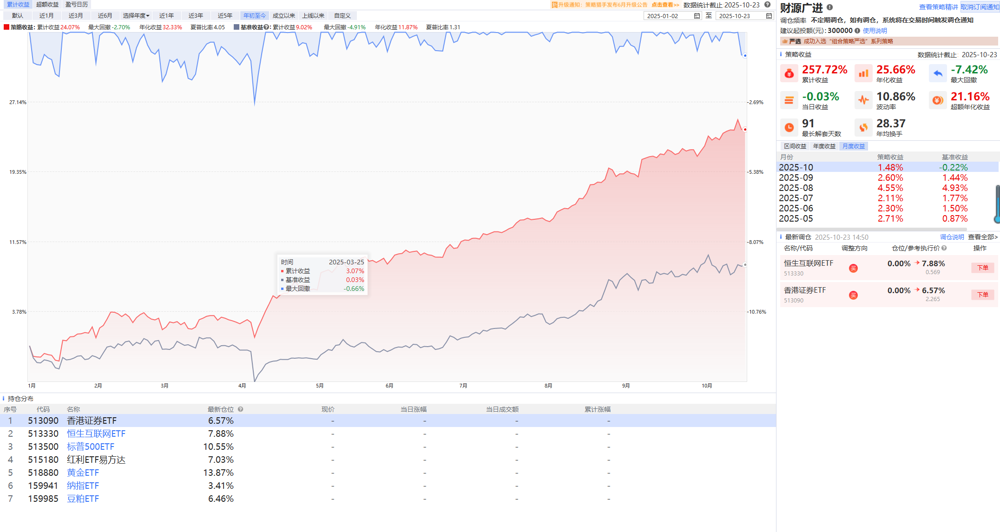 累计收益 超额收益 盈亏日历
新 升级通知：策略猎手发布6月升级公告 点击查看>> 数据统计截止:2025-10-23
默认 近1月 近3月 近6月 选择年度 近1年 近3年 近5年 年初至今 成立以来 上线以来 自定义
2025-01-02 至 2025-10-23
策略收益: 累计收益24.07% 最大回撤-2.70% 年化收益32.33% 夏普比率4.05 基准收益: 累计收益9.02% 最大回撤-4.91% 年化收益11.87% 夏普比率1.31
27.14% -2.69%
19.35% -5.38%
11.57% -8.07%
3.78% -10.76%
时间 2025-03-25
累计收益 3.07%
基准收益 0.03%
最大回撤 -0.66%
1月 2月 3月 4月 5月 6月 7月 8月 9月 10月
持仓分布
序号 代码 名称 最新仓位 现价 当日涨幅 当日成交额 累计涨幅
1 513090 香港证券ETF 6.57% - - - -
2 513330 恒生互联网ETF 7.88% - - - -
3 513500 标普500ETF 10.55% - - - -
4 515180 红利ETF易方达 7.03% - - - -
5 518880 黄金ETF 13.87% - - - -
6 159941 纳指ETF 3.41% - - - -
7 159985 豆粕ETF 6.46% - - - -
财源广进 查看策略精讲 取消订阅通知
调仓频率 不定期调仓，如有调仓，系统将在交易时间触发调仓通知
建议起投额(元): 300000 使用说明
严选 成功入选“组合策略严选”系列策略
策略收益 数据统计截止: 2025-10-23
257.72% 25.66% -7.42%
累计收益 年化收益 最大回撤
-0.03% 10.86% 21.16%
当日收益 波动率 超额年化收益
91 28.37
最长解套天数 年均换手
区间收益 年度收益 月度收益
月份 策略收益 基准收益
2025-10 1.48% -0.22%
2025-09 2.60% 1.44%
2025-08 4.55% 4.93%
2025-07 2.11% 1.77%
2025-06 2.30% 1.50%
2025-05 2.71% 0.87%
最新调仓 2025-10-23 14:50 调仓说明 查看全部>
名称/代码 调整方向 仓位/参考执行价 操作
恒生互联网ETF 买 0.00% 7.88% 下单
513330 0.569
香港证券ETF 买 0.00% 6.57% 下单
513090 2.265